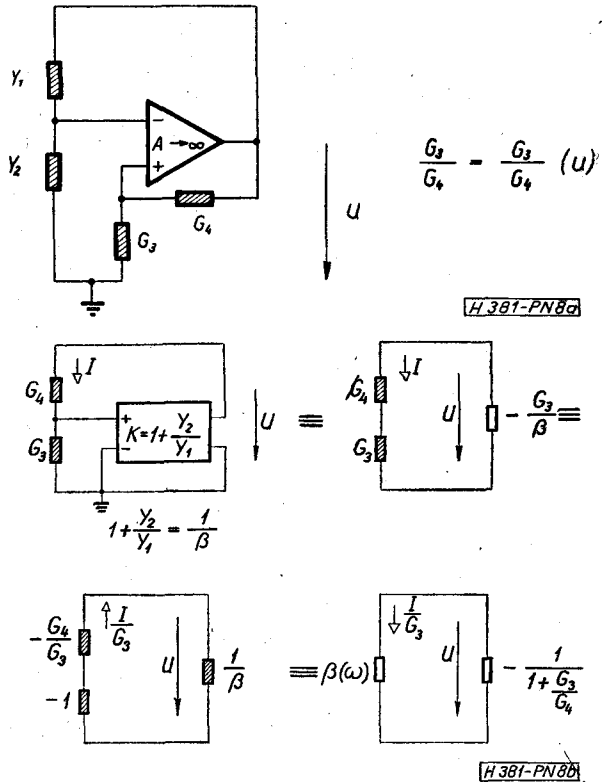 Y₁
Y₂
−
A → ∞
+
G₄
G₃
U
G₃/G₄ = G₃/G₄ (u)
H 381-PN8a
I
G₄
G₃
+
−
K=1+Y₂/Y₁
U
≡
I
G₄
G₃
U
−G₃/β ≡
1+Y₂/Y₁ = 1/β
−G₄/G₃
−1
I/G₃
U
1/β
≡ β(ω)
I/G₃
U
−1/(1+G₃/G₄)
H 381-PN8b